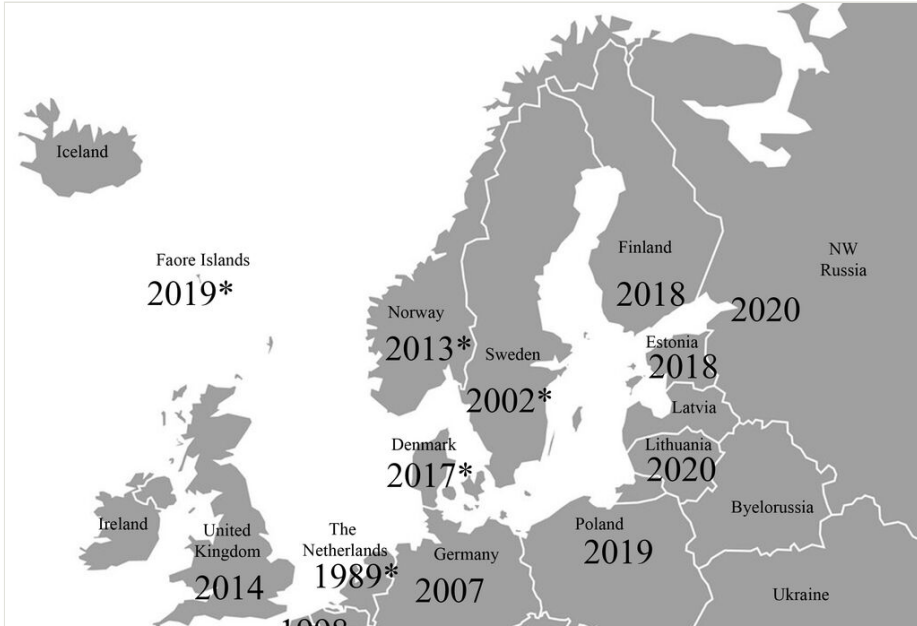 Iceland
Faore Islands
2019*
Finland
2018
NW
Russia
2020
Norway
2013*
Sweden
2002*
Estonia
2018
Latvia
Denmark
2017*
Lithuania
2020
Byelorussia
Ireland
United
Kingdom
2014
The
Netherlands
1989*
Germany
2007
Poland
2019
Ukraine
1998